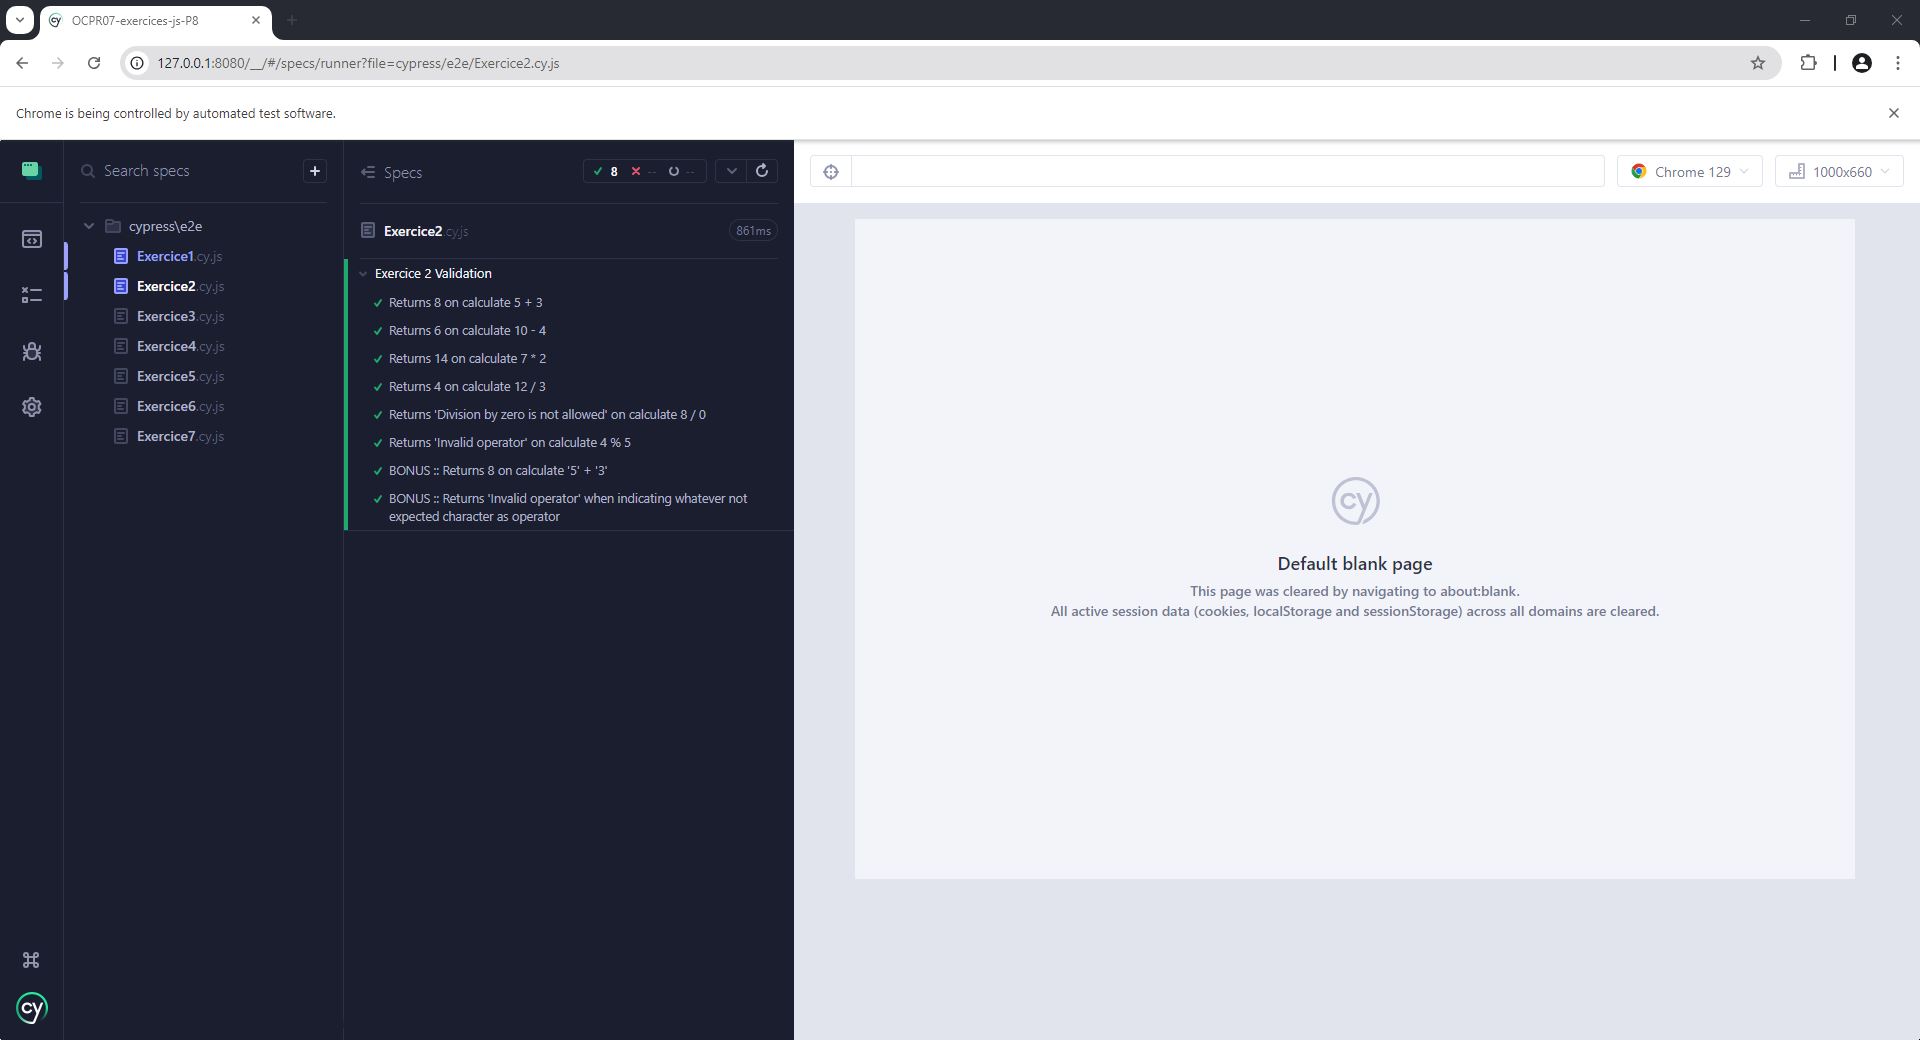 OCPR07-exercices-js-P8
127.0.0.1:8080/__/#/specs/runner?file=cypress/e2e/Exercice2.cy.js
Chrome is being controlled by automated test software.
Search specs
cypress\e2e
Exercice1.cy.js
Exercice2.cy.js
Exercice3.cy.js
Exercice4.cy.js
Exercice5.cy.js
Exercice6.cy.js
Exercice7.cy.js
cy
Specs
8 -- --
Exercice2.cy.js 861ms
Exercice 2 Validation
Returns 8 on calculate 5 + 3
Returns 6 on calculate 10 - 4
Returns 14 on calculate 7 * 2
Returns 4 on calculate 12 / 3
Returns 'Division by zero is not allowed' on calculate 8 / 0
Returns 'Invalid operator' on calculate 4 % 5
BONUS :: Returns 8 on calculate '5' + '3'
BONUS :: Returns 'Invalid operator' when indicating whatever not
expected character as operator
Chrome 129
1000x660
cy
Default blank page
This page was cleared by navigating to about:blank.
All active session data (cookies, localStorage and sessionStorage) across all domains are cleared.